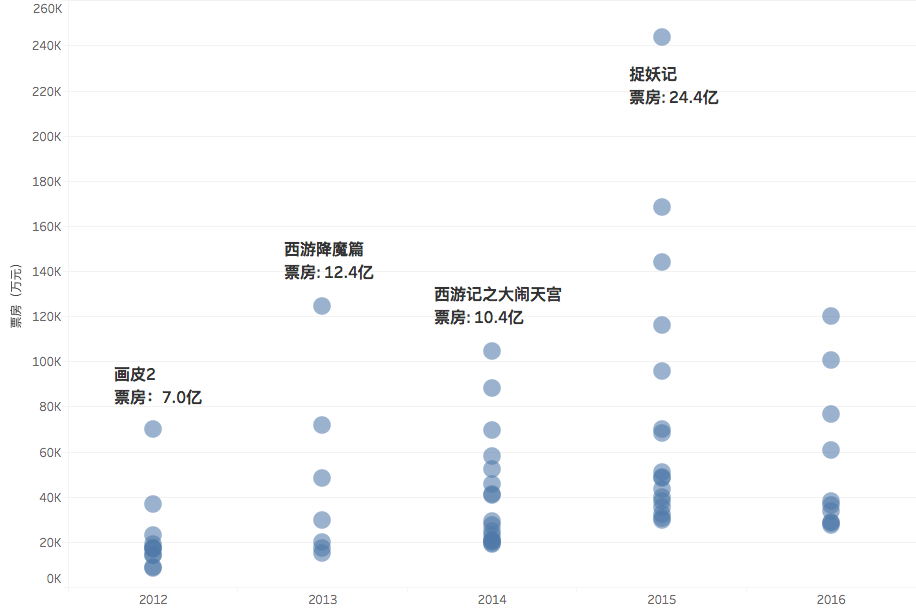 260K
240K
220K
200K
180K
160K
140K
120K
100K
80K
60K
40K
20K
0K
票房（万元）
画皮2
票房：7.0亿
西游降魔篇
票房: 12.4亿
西游记之大闹天宫
票房: 10.4亿
捉妖记
票房: 24.4亿
2012
2013
2014
2015
2016